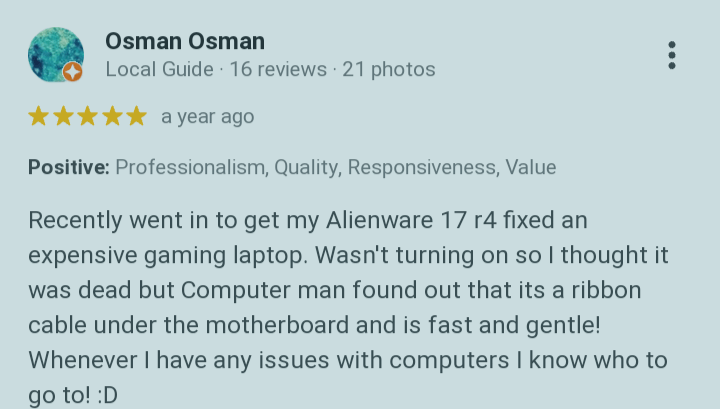 Osman Osman
Local Guide · 16 reviews · 21 photos
a year ago
Positive: Professionalism, Quality, Responsiveness, Value
Recently went in to get my Alienware 17 r4 fixed an
expensive gaming laptop. Wasn't turning on so I thought it
was dead but Computer man found out that its a ribbon
cable under the motherboard and is fast and gentle!
Whenever I have any issues with computers I know who to
go to! :D